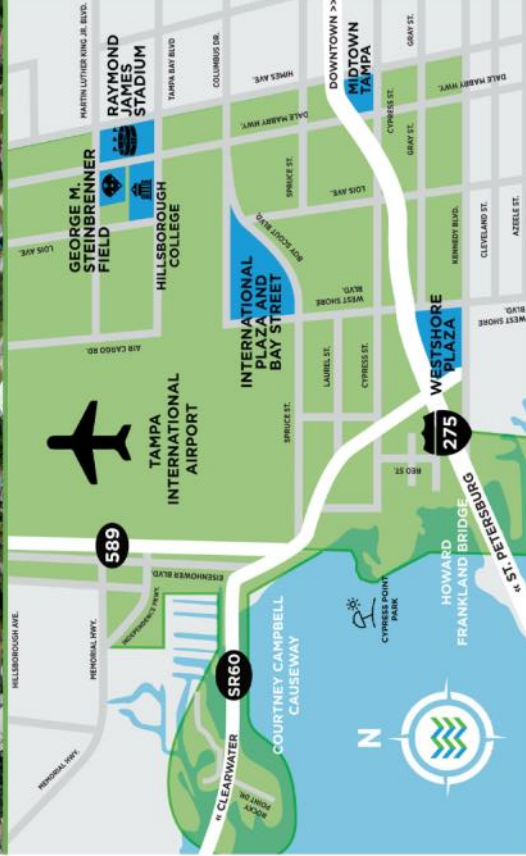 HILLSBOROUGH AVE.
MEMORIAL HWY.
MEMORIAL HWY.
INDEPENDENCE PKWY.
EISENHOWER BLVD.
589
TAMPA
INTERNATIONAL
AIRPORT
AIR CARGO RD.
LOIS AVE.
GEORGE M.
STEINBRENNER
FIELD
HILLSBOROUGH
COLLEGE
RAYMOND
JAMES
STADIUM
MARTIN LUTHER KING JR. BLVD.
TAMPA BAY BLVD
COLUMBUS DR.
HIMES AVE.
DALE MABRY HWY.
INTERNATIONAL
PLAZA AND
BAY STREET
BOY SCOUT BLVD.
SPRUCE ST.
SPRUCE ST.
LOIS AVE.
WEST SHORE
BLVD.
LAUREL ST.
CYPRESS ST.
CYPRESS ST.
DOWNTOWN >>
MIDTOWN
TAMPA
GRAY ST.
GRAY ST.
DALE MABRY HWY.
KENNEDY BLVD.
CLEVELAND ST.
AZEELE ST.
WEST SHORE
BLVD.
WESTSHORE
PLAZA
275
REO ST.
« CLEARWATER
SR60
ROCKY
POINT DR.
COURTNEY CAMPBELL
CAUSEWAY
CYPRESS POINT
PARK
HOWARD
FRANKLAND BRIDGE
« ST. PETERSBURG
N